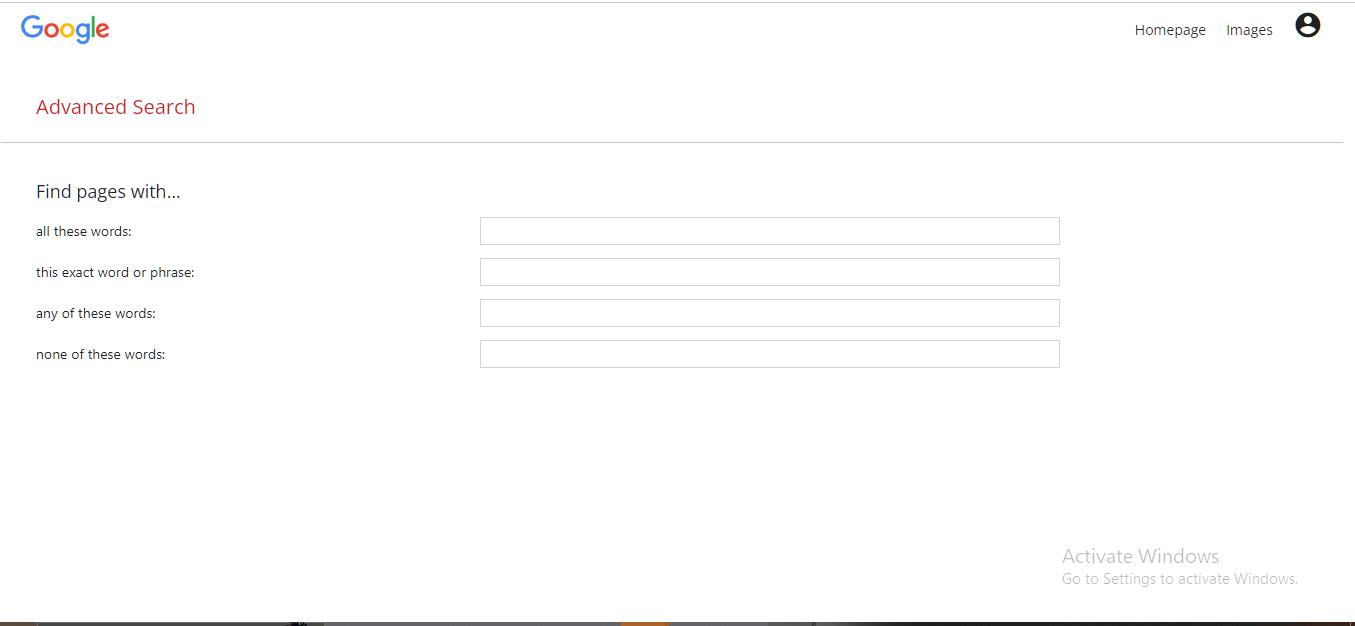 Google
Homepage Images
Advanced Search
Find pages with...
all these words:
this exact word or phrase:
any of these words:
none of these words:
Activate Windows
Go to Settings to activate Windows.